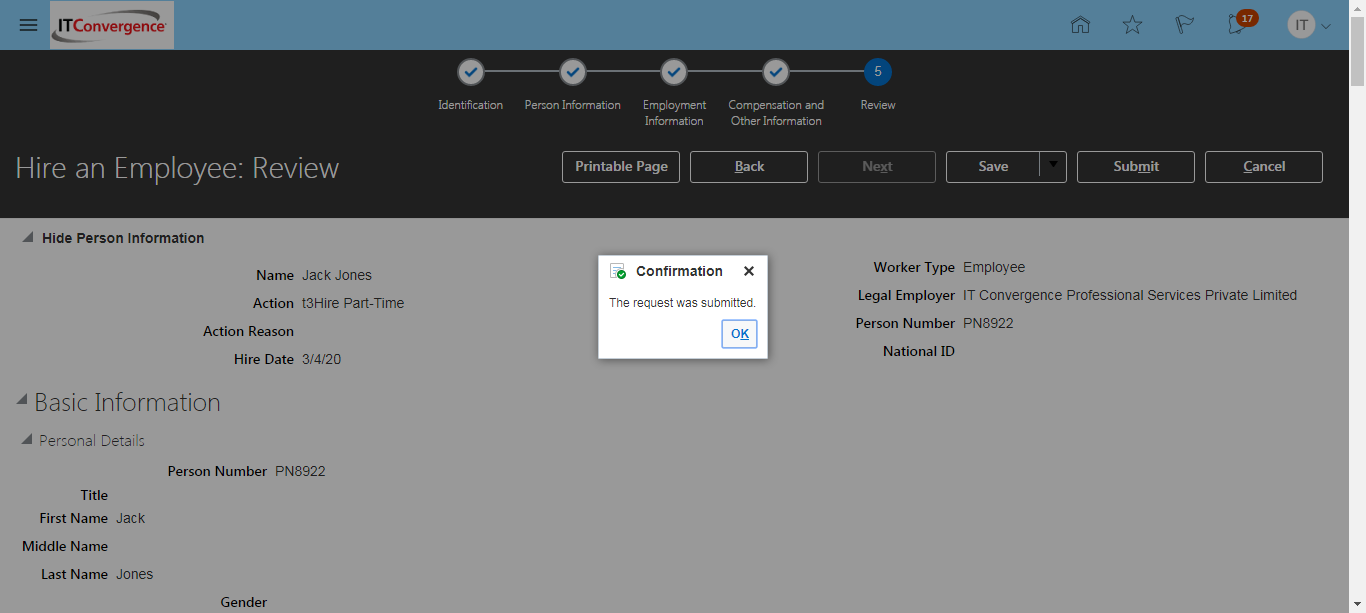 ITConvergence
17
IT
5
Identification
Person Information
Employment Information
Compensation and Other Information
Review
Hire an Employee: Review
Printable Page
Back
Next
Save
Submit
Cancel
Hide Person Information
Name Jack Jones
Action t3Hire Part-Time
Action Reason
Hire Date 3/4/20
Worker Type Employee
Legal Employer IT Convergence Professional Services Private Limited
Person Number PN8922
National ID
Confirmation
The request was submitted.
OK
Basic Information
Personal Details
Person Number PN8922
Title
First Name Jack
Middle Name
Last Name Jones
Gender